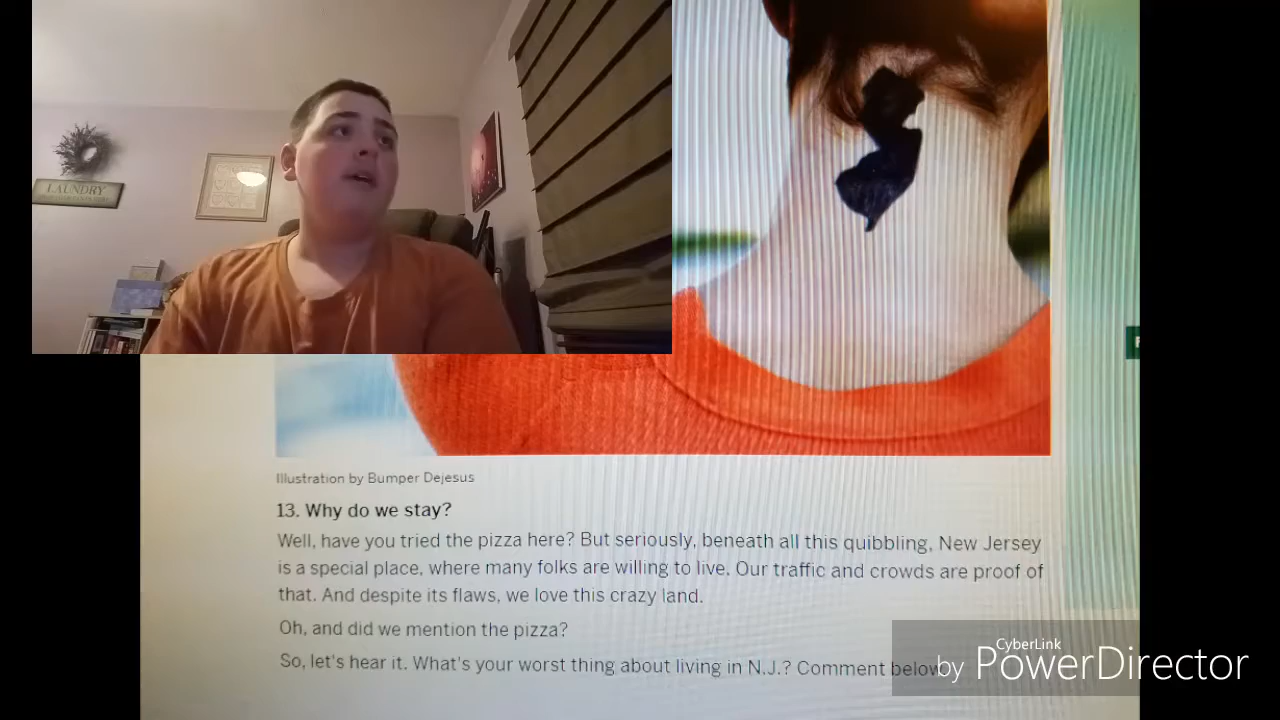 LAUNDRY
Illustration by Bumper Dejesus
13. Why do we stay?
Well, have you tried the pizza here? But seriously, beneath all this quibbling, New Jersey
is a special place, where many folks are willing to live. Our traffic and crowds are proof of
that. And despite its flaws, we love this crazy land.
Oh, and did we mention the pizza?
So, let's hear it. What's your worst thing about living in N.J.? Comment below
CyberLink
by PowerDirector